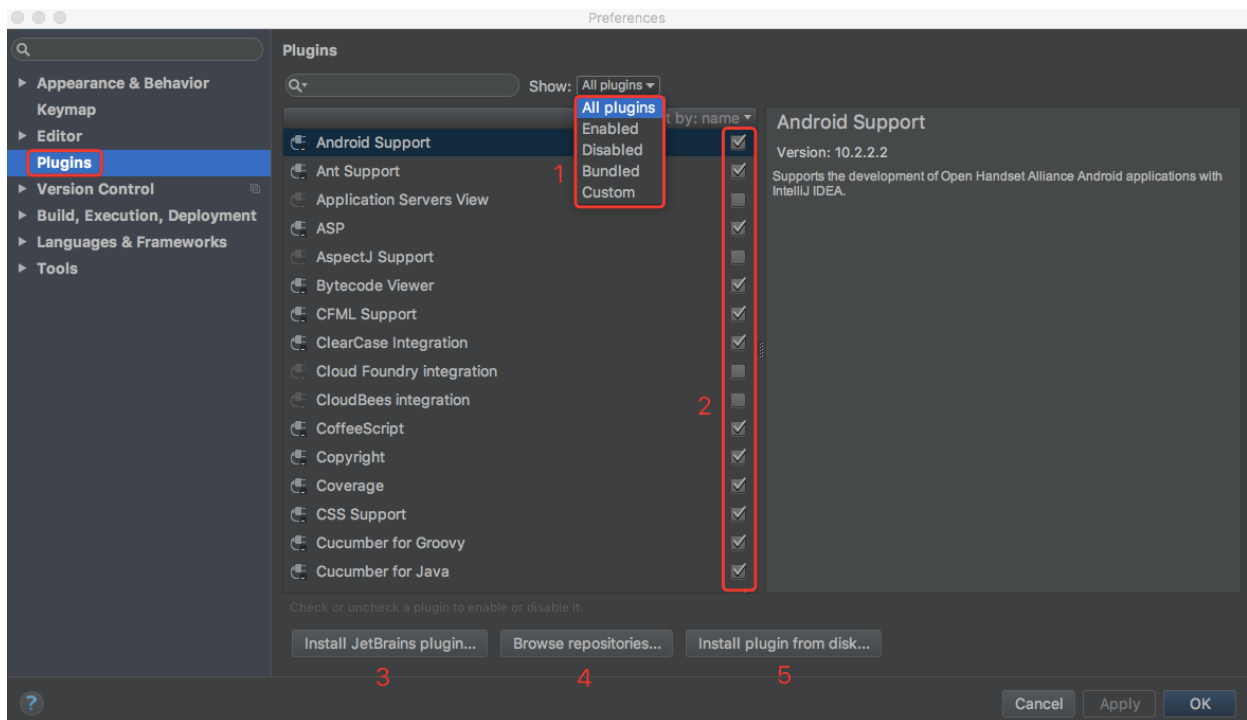 Preferences
Plugins
Show: All plugins
Appearance & Behavior
Keymap
Editor
Plugins
Version Control
Build, Execution, Deployment
Languages & Frameworks
Tools
All plugins
Enabled
Disabled
Bundled
Custom
1
by: name
Android Support
Ant Support
Application Servers View
ASP
AspectJ Support
Bytecode Viewer
CFML Support
ClearCase Integration
Cloud Foundry integration
CloudBees integration
CoffeeScript
Copyright
Coverage
CSS Support
Cucumber for Groovy
Cucumber for Java
2
Android Support
Version: 10.2.2.2
Supports the development of Open Handset Alliance Android applications with
IntelliJ IDEA.
Check or uncheck a plugin to enable or disable it.
Install JetBrains plugin... Browse repositories... Install plugin from disk...
3 4 5
? Cancel Apply OK